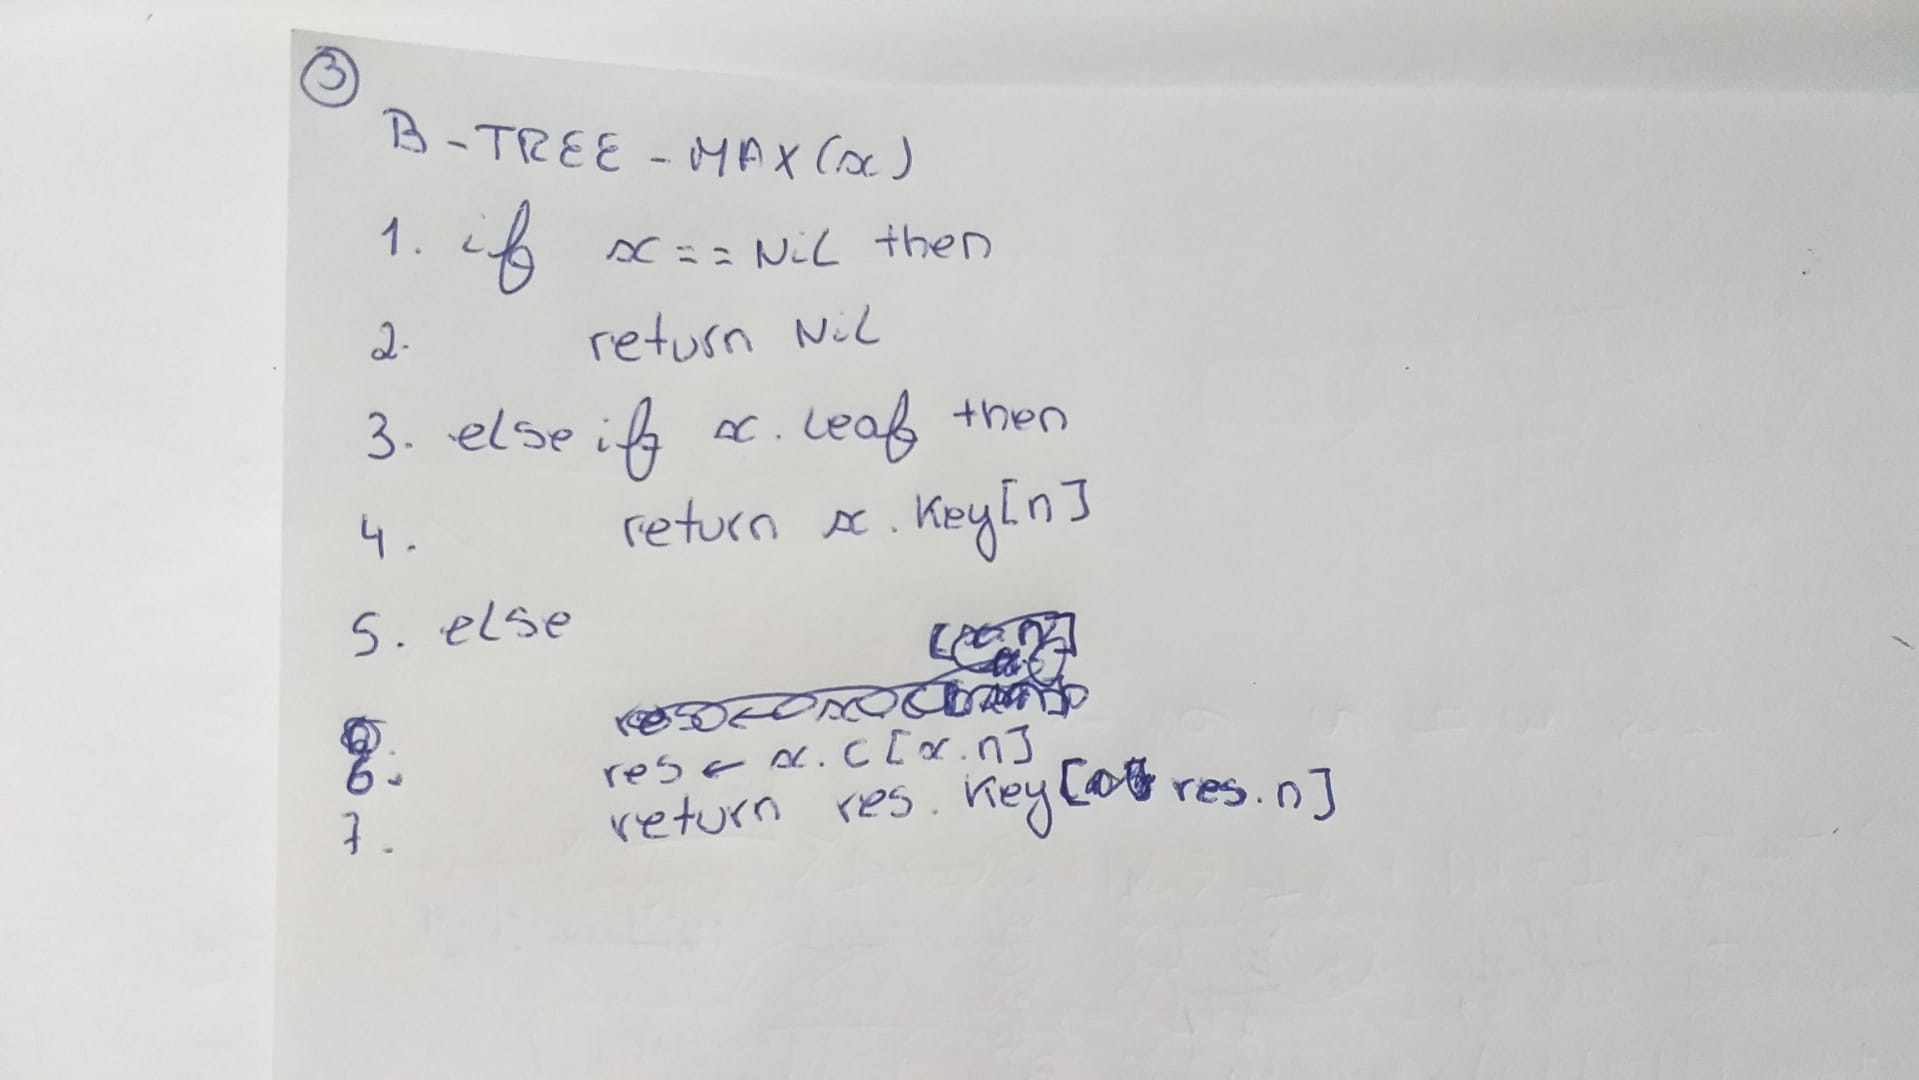 ③
B-TREE-MAX(x)
1. if x == NiL then
2. return NiL
3. else if x.leaf then
4. return x.key[n]
5. else
6. res ← x.c[x.n]
7. return res.key[res.n]